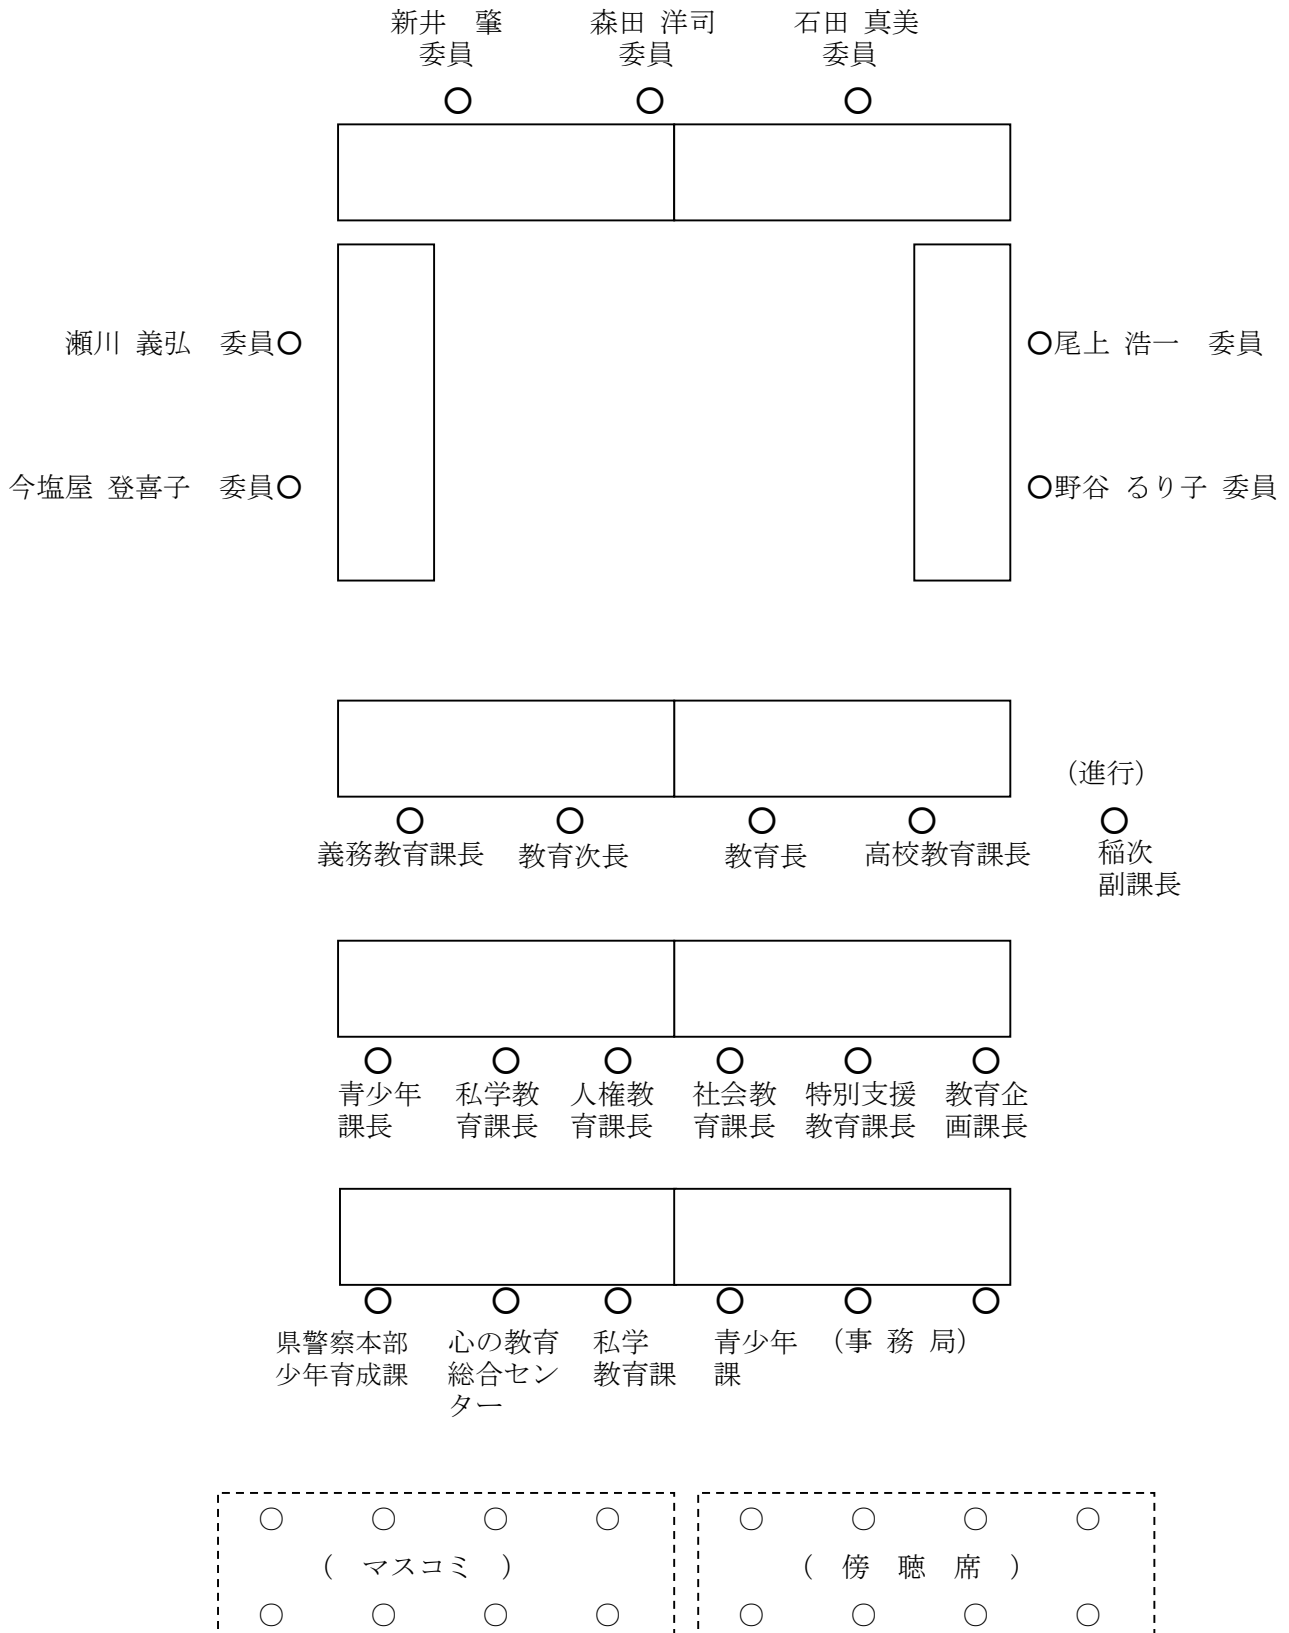 新井　肇　森田 洋司　石田 真美
委員　委員　委員
瀬川 義弘　委員○　○尾上 浩一　委員
今塩屋 登喜子　委員○　○野谷 るり子 委員
（進行）
義務教育課長　教育次長　教育長　高校教育課長　稲次
副課長
青少年　私学教　人権教　社会教　特別支援　教育企
課長　育課長　育課長　育課長　教育課長　画課長
県警察本部　心の教育　私学　青少年　（事 務 局）
少年育成課　総合セン　教育課　課
ター
（　マスコミ　）　（　傍　聴　席　）